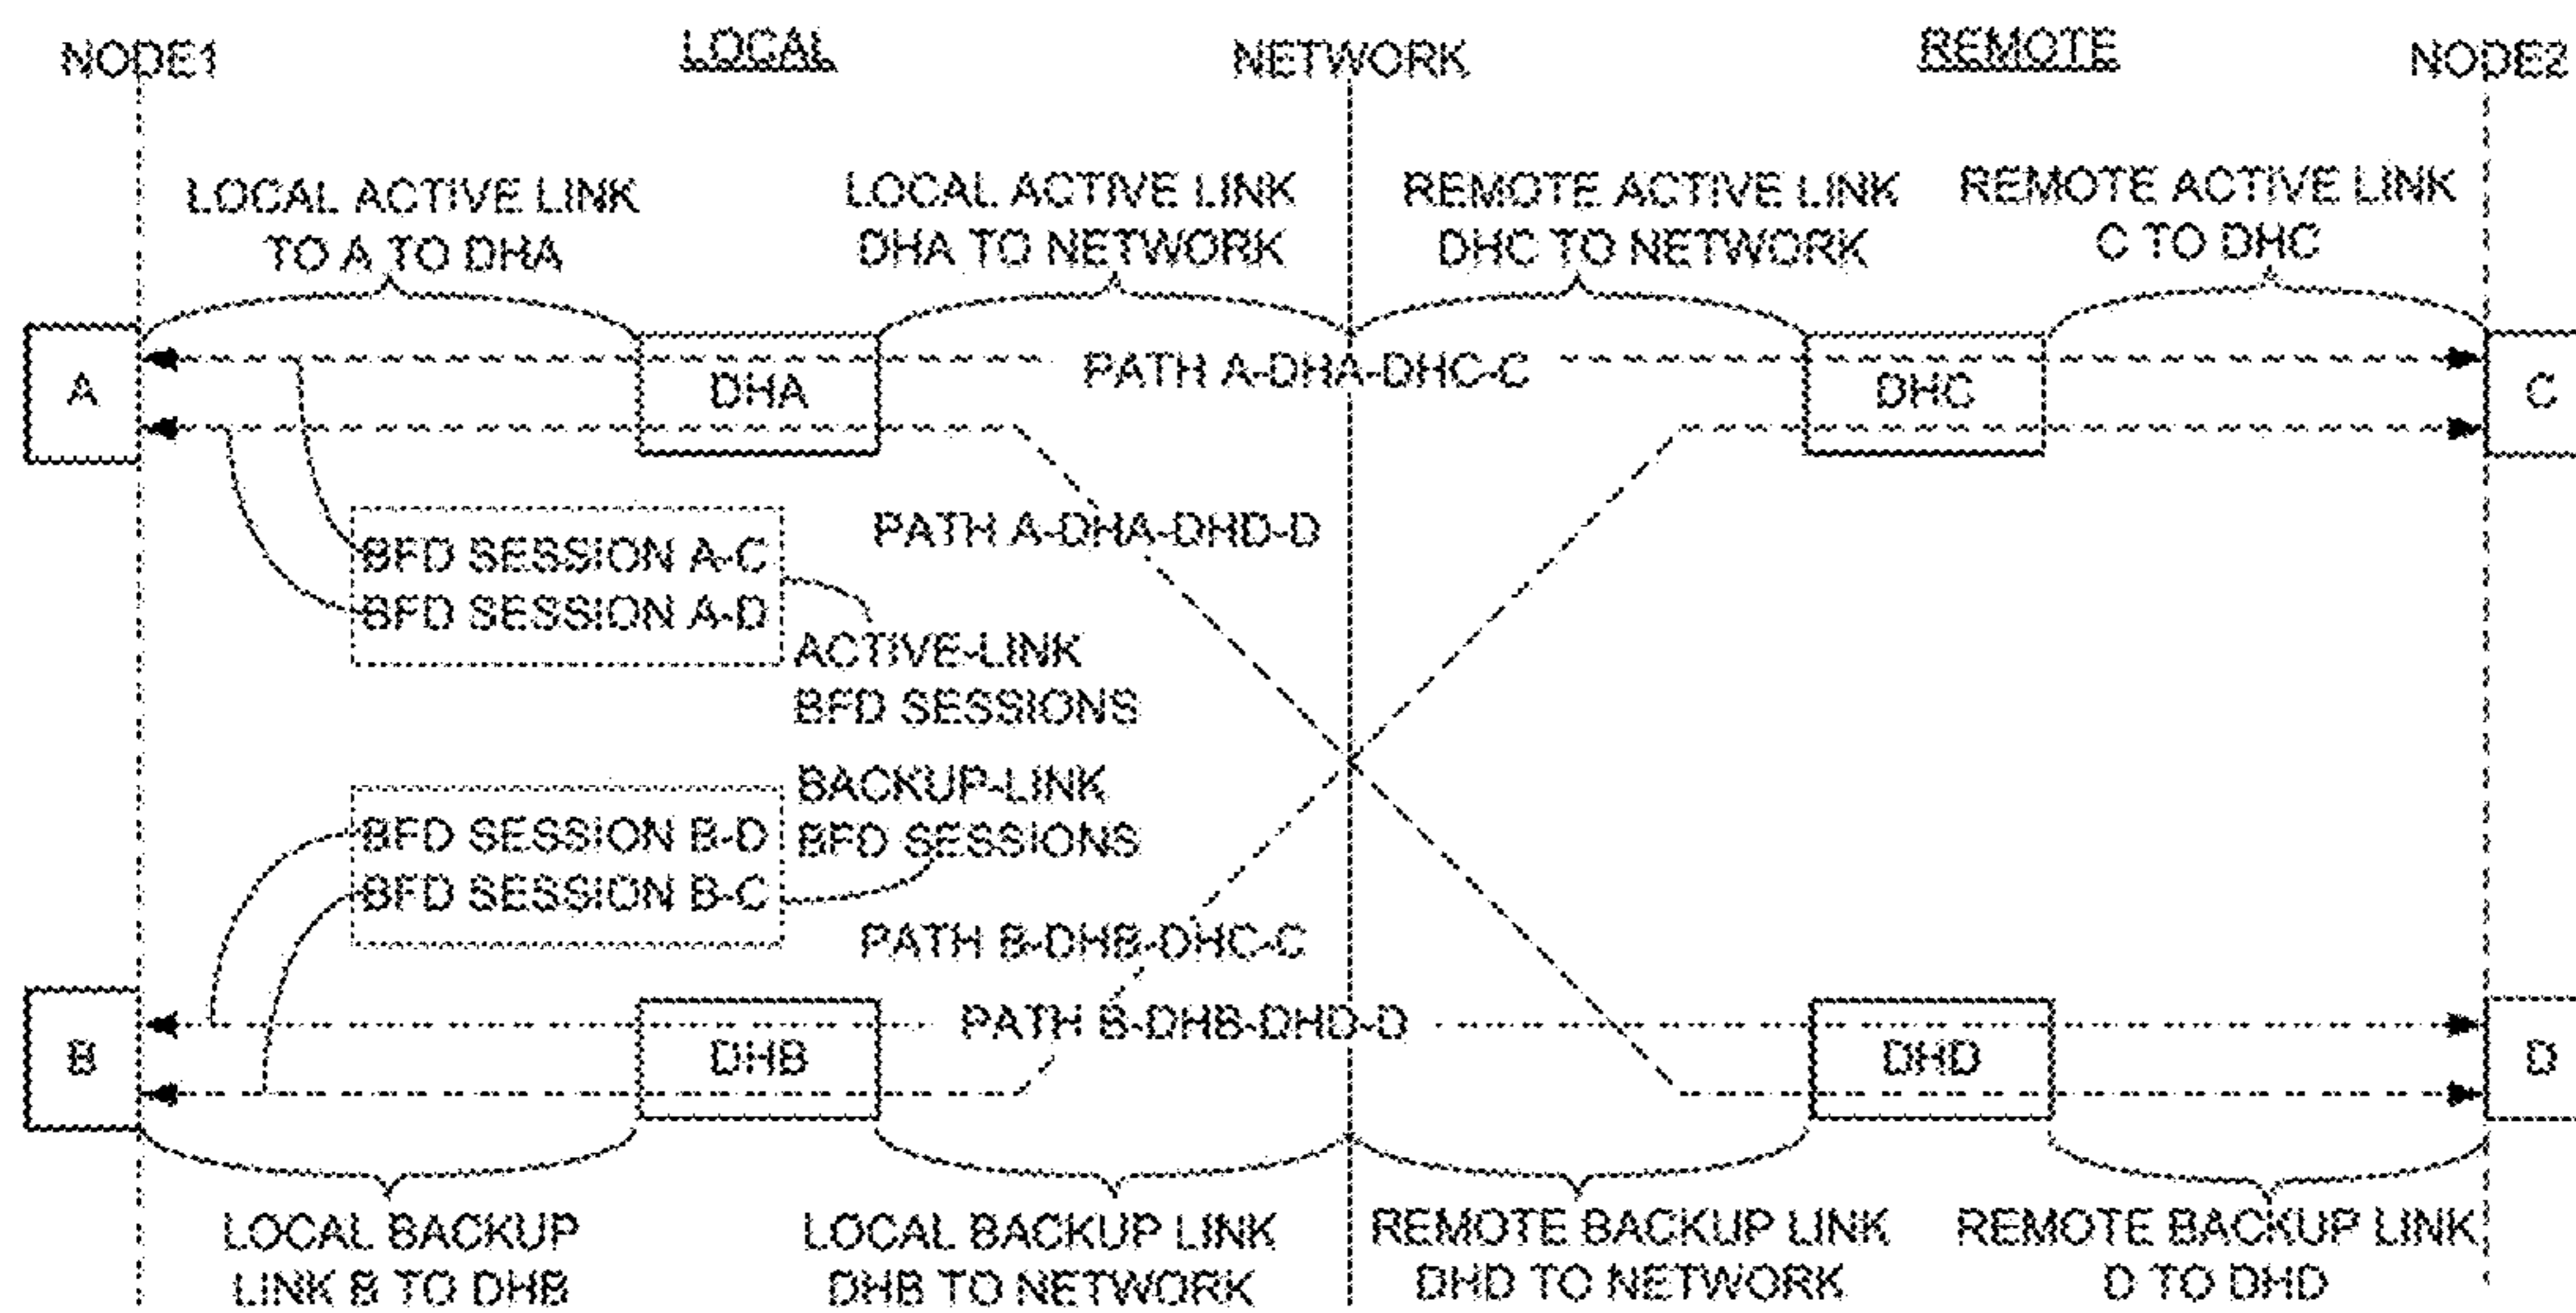 NODE1
LOCAL
NETWORK
REMOTE
NODE2
LOCAL ACTIVE LINK
TO A TO DHA
LOCAL ACTIVE LINK
DHA TO NETWORK
REMOTE ACTIVE LINK
DHC TO NETWORK
REMOTE ACTIVE LINK
C TO DHC
A
DHA
PATH A-DHA-DHC-C
DHC
C
PATH A-DHA-DHD-D
BFD SESSION A-C
BFD SESSION A-D
ACTIVE-LINK
BFD SESSIONS
BACKUP-LINK
BFD SESSIONS
BFD SESSION B-D
BFD SESSION B-C
PATH B-DHB-DHC-C
B
DHB
PATH B-DHB-DHD-D
DHD
D
LOCAL BACKUP
LINK B TO DHB
LOCAL BACKUP LINK
DHB TO NETWORK
REMOTE BACKUP LINK
DHD TO NETWORK
REMOTE BACKUP LINK
D TO DHD